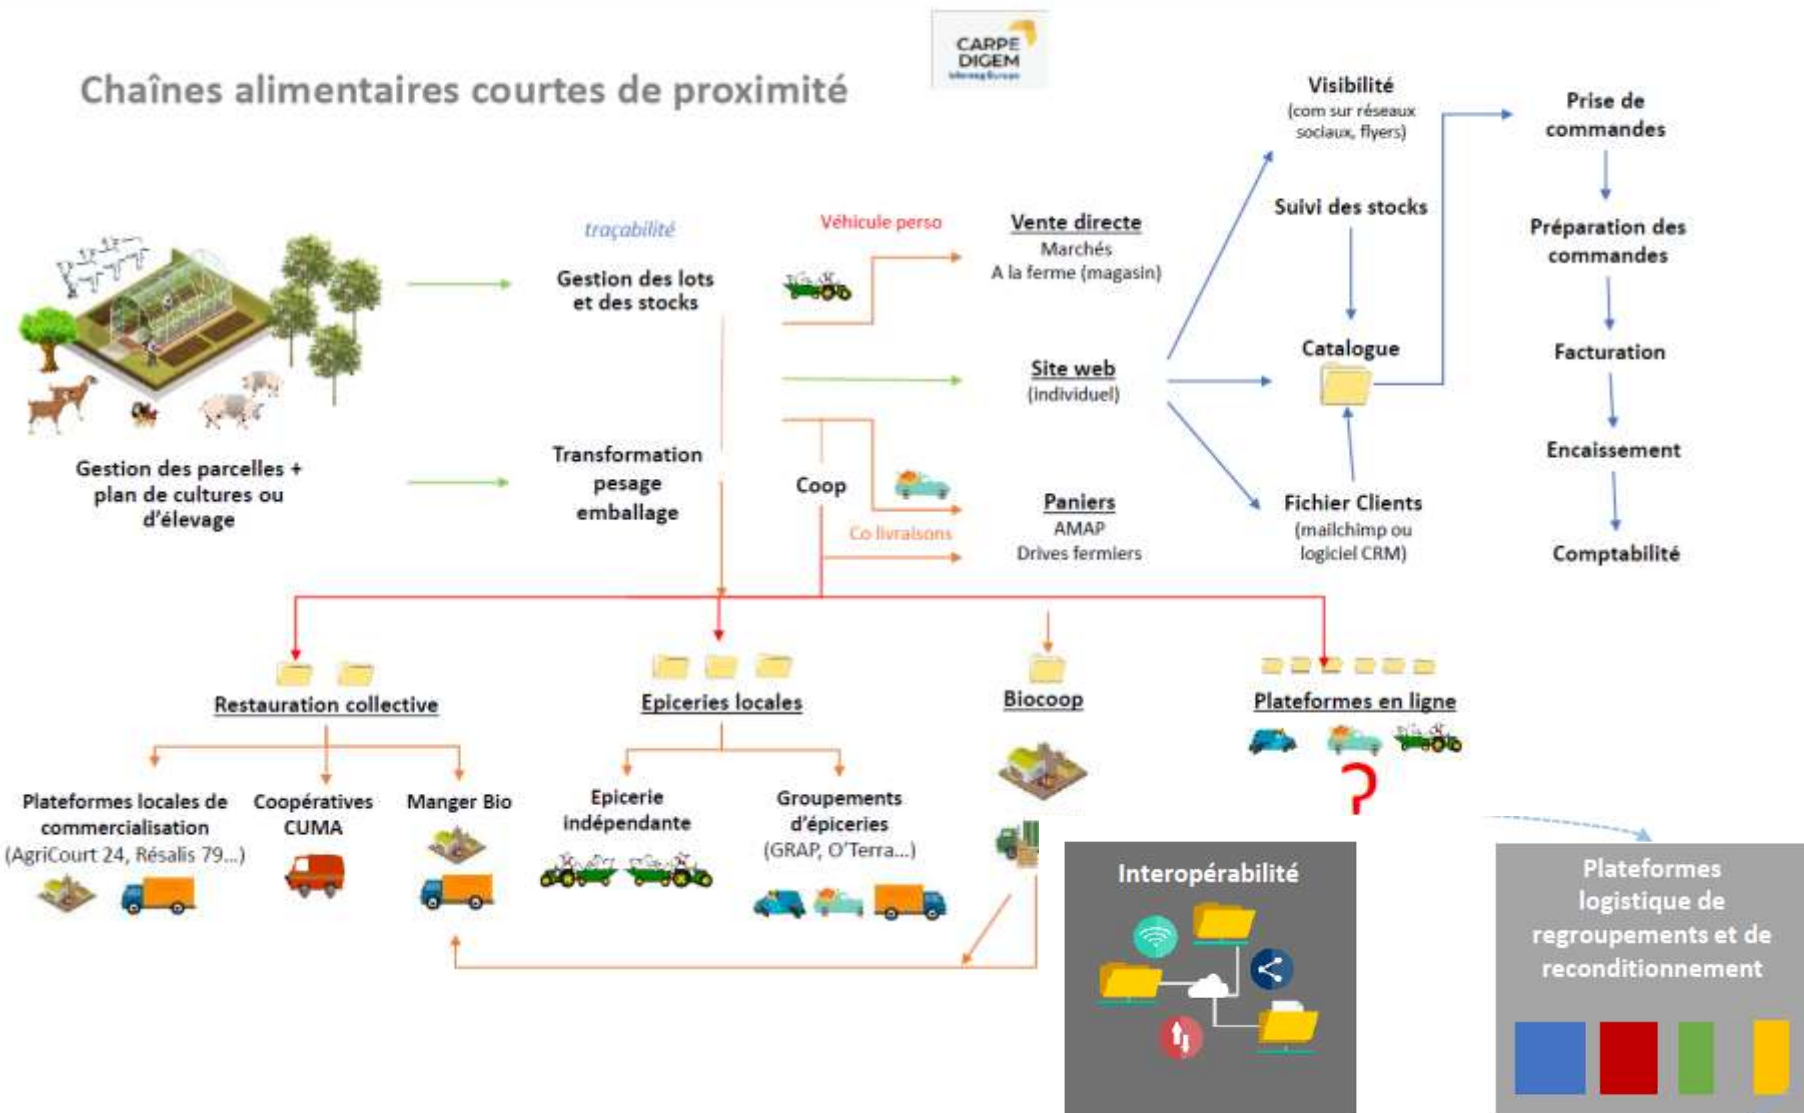 CARPE
DIGEM
Interreg Europe
Chaînes alimentaires courtes de proximité
Visibilité
(com sur réseaux
sociaux, flyers)
Prise de
commandes
traçabilité
Véhicule perso
Vente directe
Marchés
A la ferme (magasin)
Suivi des stocks
Préparation des
commandes
Gestion des lots
et des stocks
Site web
(individuel)
Catalogue
Facturation
Gestion des parcelles +
plan de cultures ou
d'élevage
Transformation
pesage
emballage
Coop
Co livraisons
Paniers
AMAP
Drives fermiers
Fichier Clients
(mailchimp ou
logiciel CRM)
Encaissement
Comptabilité
Restauration collective
Epiceries locales
Biocoop
Plateformes en ligne
?
Plateformes locales de
commercialisation
(AgriCourt 24, Résalis 79...)
Coopératives
CUMA
Manger Bio
Epicerie
indépendante
Groupements
d'épiceries
(GRAP, O'Terra...)
Interopérabilité
Plateformes
logistique de
regroupements et de
reconditionnement